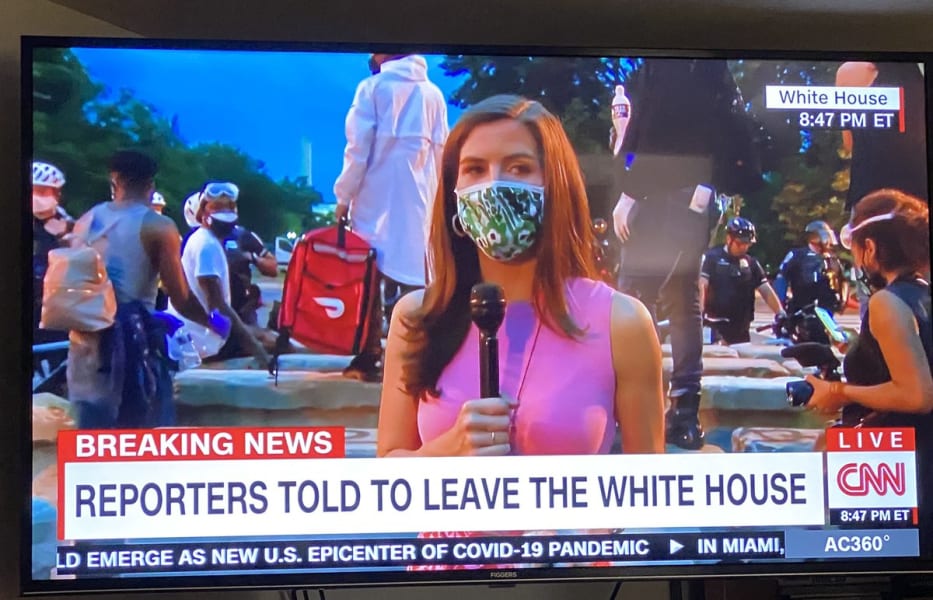 White House
8:47 PM ET
BREAKING NEWS
REPORTERS TOLD TO LEAVE THE WHITE HOUSE
LIVE
CNN
8:47 PM ET
LD EMERGE AS NEW U.S. EPICENTER OF COVID-19 PANDEMIC ▶ IN MIAMI,
AC360°
FIGGERS